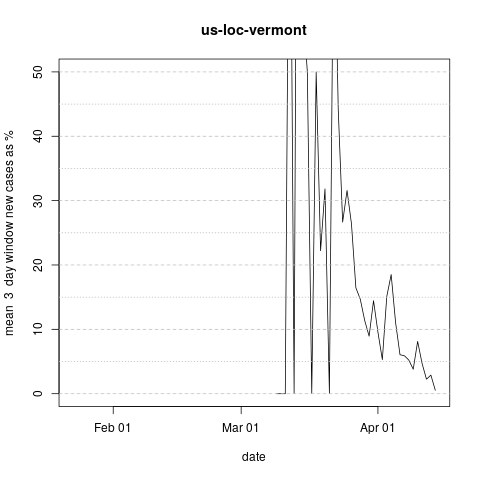 us-loc-vermont
mean  3  day window new cases as %
50
40
30
20
10
0
Feb 01
Mar 01
Apr 01
date